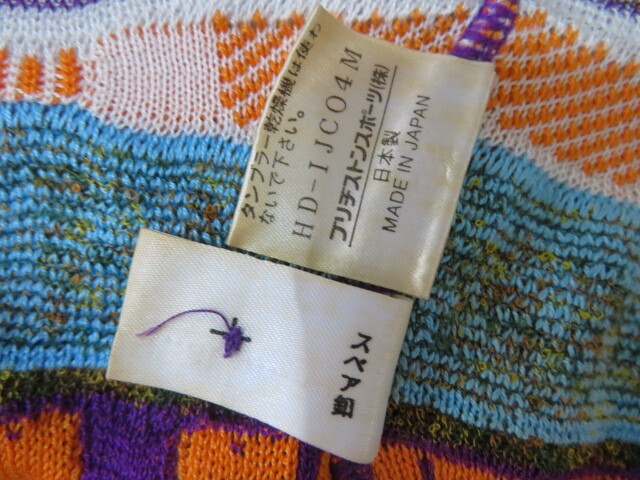 タンブラー乾燥機は使わ
ないで下さい。
HD-IJC04M
ブリヂストンスポーツ(株)
日本製
MADE IN JAPAN
スペア釦